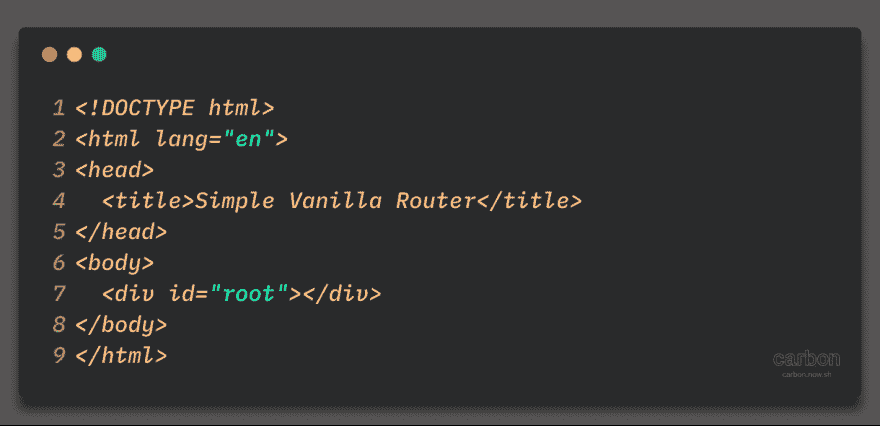 1 <!DOCTYPE html>
2 <html lang="en">
3 <head>
4   <title>Simple Vanilla Router</title>
5 </head>
6 <body>
7   <div id="root"></div>
8 </body>
9 </html>
carbon
carbon.now.sh